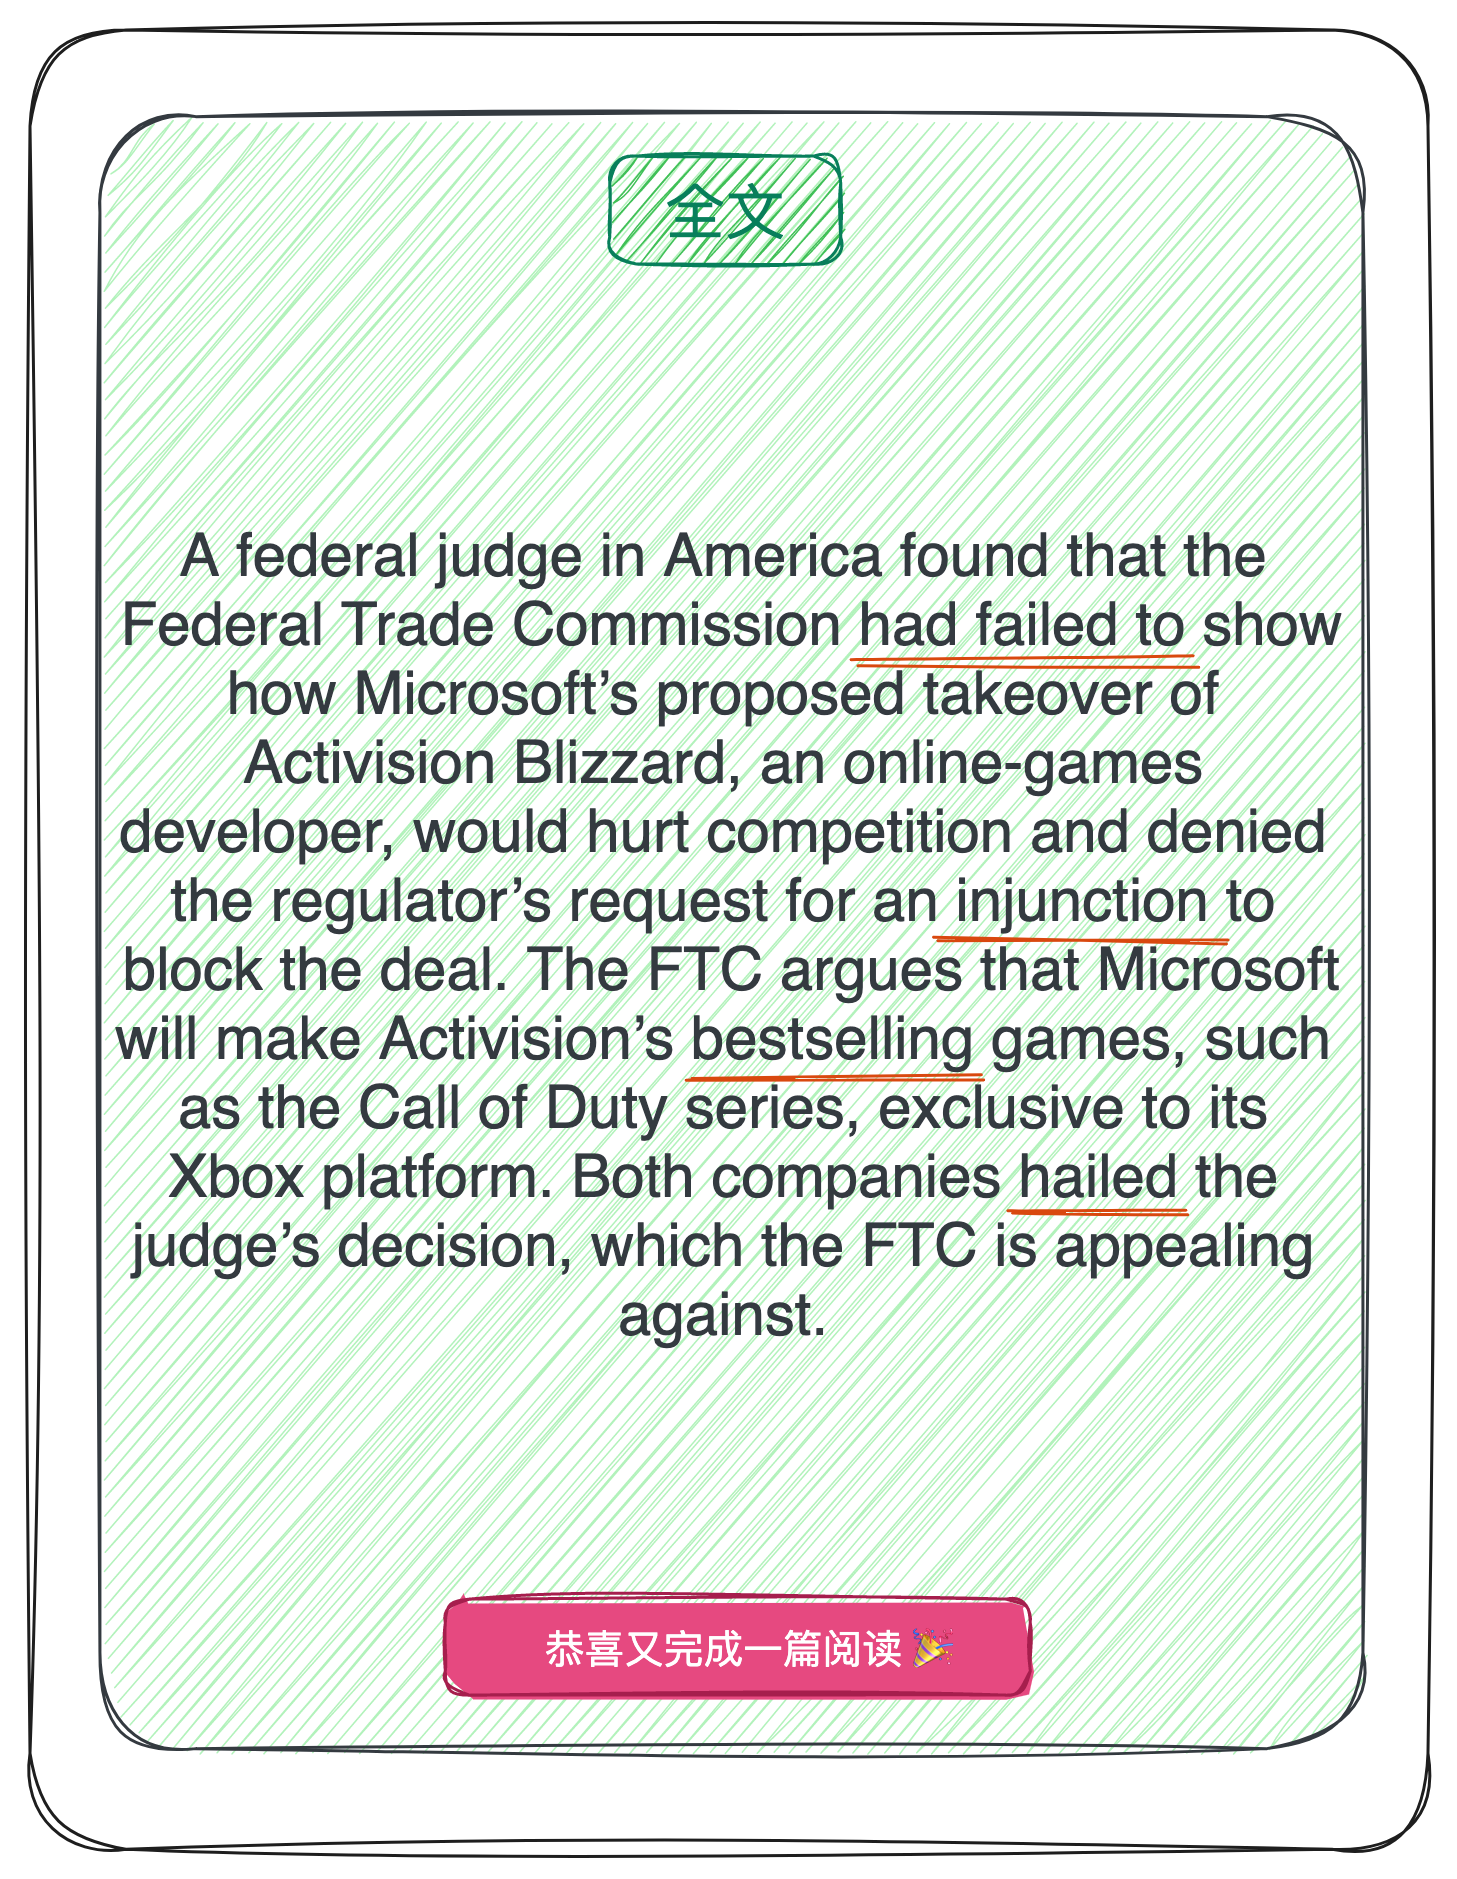 全文
A federal judge in America found that the
Federal Trade Commission had failed to show
how Microsoft’s proposed takeover of
Activision Blizzard, an online-games
developer, would hurt competition and denied
the regulator’s request for an injunction to
block the deal. The FTC argues that Microsoft
will make Activision’s bestselling games, such
as the Call of Duty series, exclusive to its
Xbox platform. Both companies hailed the
judge’s decision, which the FTC is appealing
against.
恭喜又完成一篇阅读 🎉